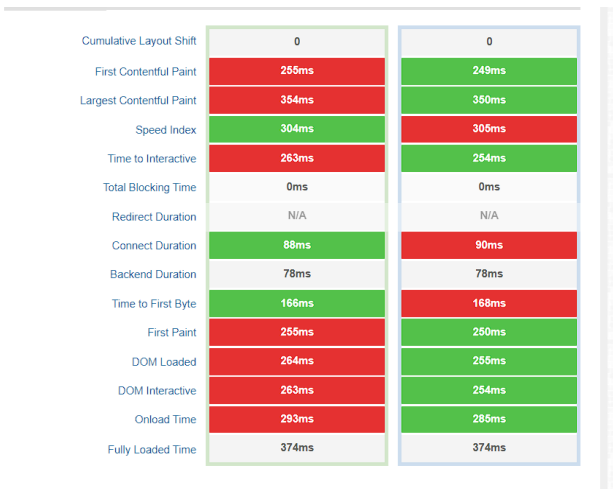 Cumulative Layout Shift 0 0
First Contentful Paint 255ms 249ms
Largest Contentful Paint 354ms 350ms
Speed Index 304ms 305ms
Time to Interactive 263ms 254ms
Total Blocking Time 0ms 0ms
Redirect Duration N/A N/A
Connect Duration 88ms 90ms
Backend Duration 78ms 78ms
Time to First Byte 166ms 168ms
First Paint 255ms 250ms
DOM Loaded 264ms 255ms
DOM Interactive 263ms 254ms
Onload Time 293ms 285ms
Fully Loaded Time 374ms 374ms